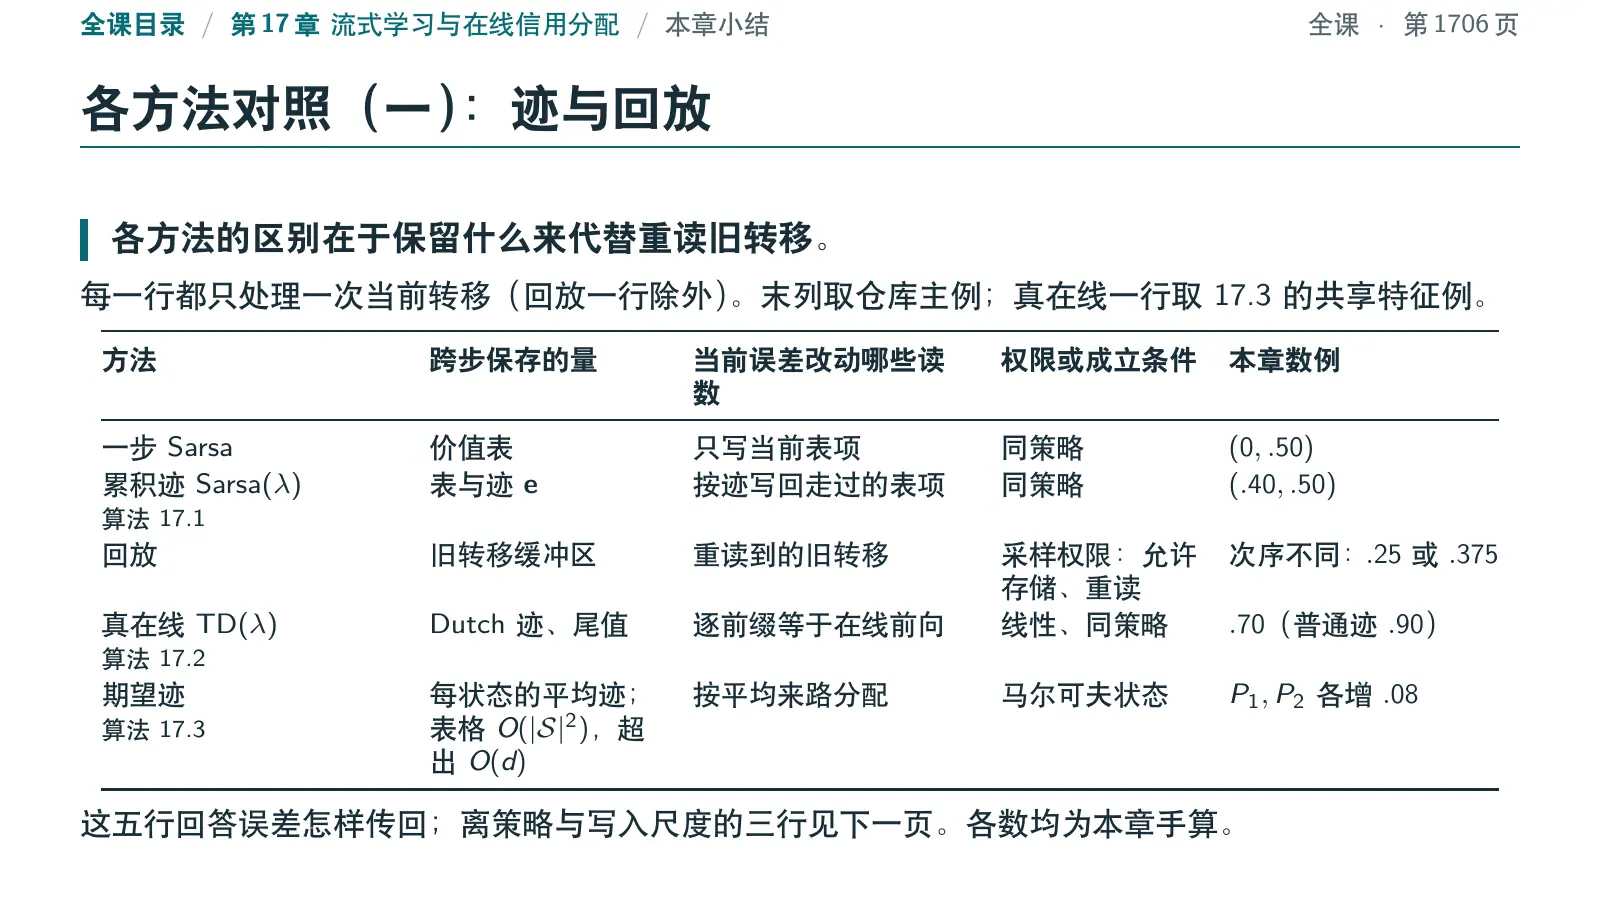 全课目录 / 第 17 章 流式学习与在线信用分配 / 本章小结
全课 · 第 1706 页
各方法对照（一）：迹与回放
各方法的区别在于保留什么来代替重读旧转移。
每一行都只处理一次当前转移（回放一行除外）。末列取仓库主例；真在线一行取 17.3 的共享特征例。
方法 跨步保存的量 当前误差改动哪些读数 权限或成立条件 本章数例
一步 Sarsa 价值表 只写当前表项 同策略 (0, .50)
累积迹 Sarsa(λ) 表与迹 e 按迹写回走过的表项 同策略 (.40, .50)
算法 17.1
回放 旧转移缓冲区 重读到的旧转移 采样权限：允许存储、重读 次序不同：.25 或 .375
真在线 TD(λ) Dutch 迹、尾值 逐前缀等于在线前向 线性、同策略 .70（普通迹 .90）
算法 17.2
期望迹 每状态的平均迹；表格 O(|S|²)，超出 O(d) 按平均来路分配 马尔可夫状态 P₁, P₂ 各增 .08
算法 17.3
这五行回答误差怎样传回；离策略与写入尺度的三行见下一页。各数均为本章手算。